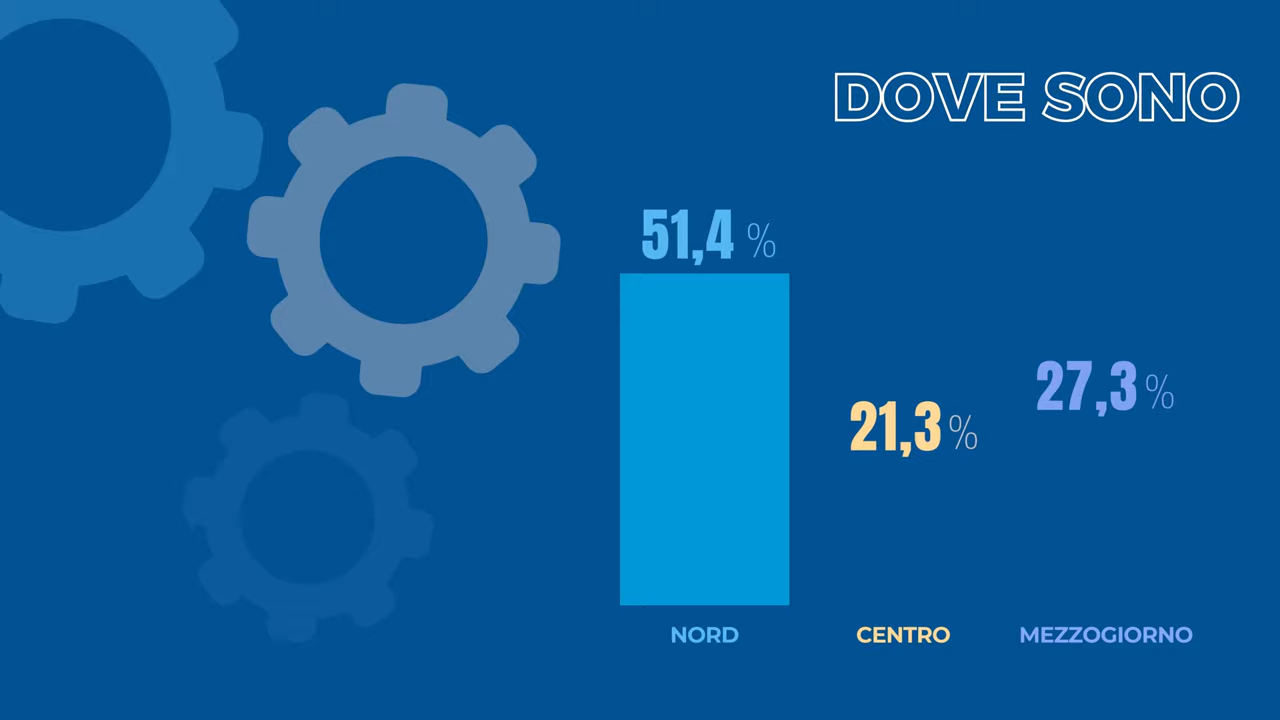 DOVE SONO
51,4 %
21,3 %
27,3 %
NORD
CENTRO
MEZZOGIORNO